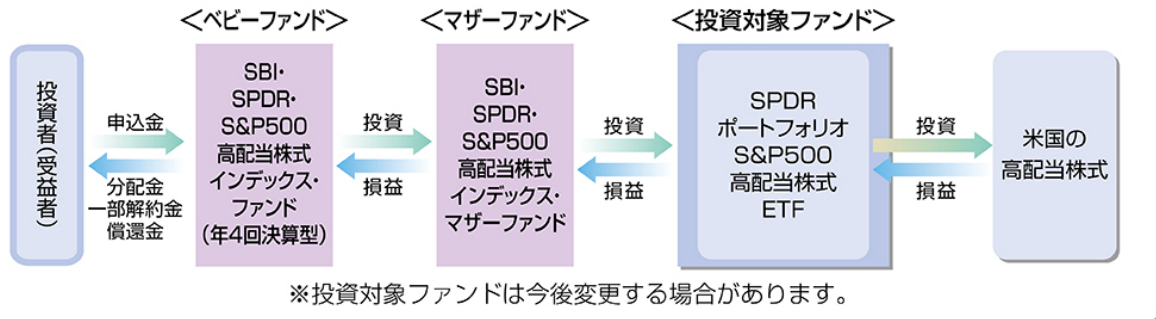 <ベビーファンド>
<マザーファンド>
<投資対象ファンド>
投資者（受益者）
申込金
分配金
一部解約金
償還金
SBI・
SPDR・
S&P500
高配当株式
インデックス・
ファンド
（年4回決算型）
投資
損益
SBI・
SPDR・
S&P500
高配当株式
インデックス・
マザーファンド
投資
損益
SPDR
ポートフォリオ
S&P500
高配当株式
ETF
投資
損益
米国の
高配当株式
※投資対象ファンドは今後変更する場合があります。